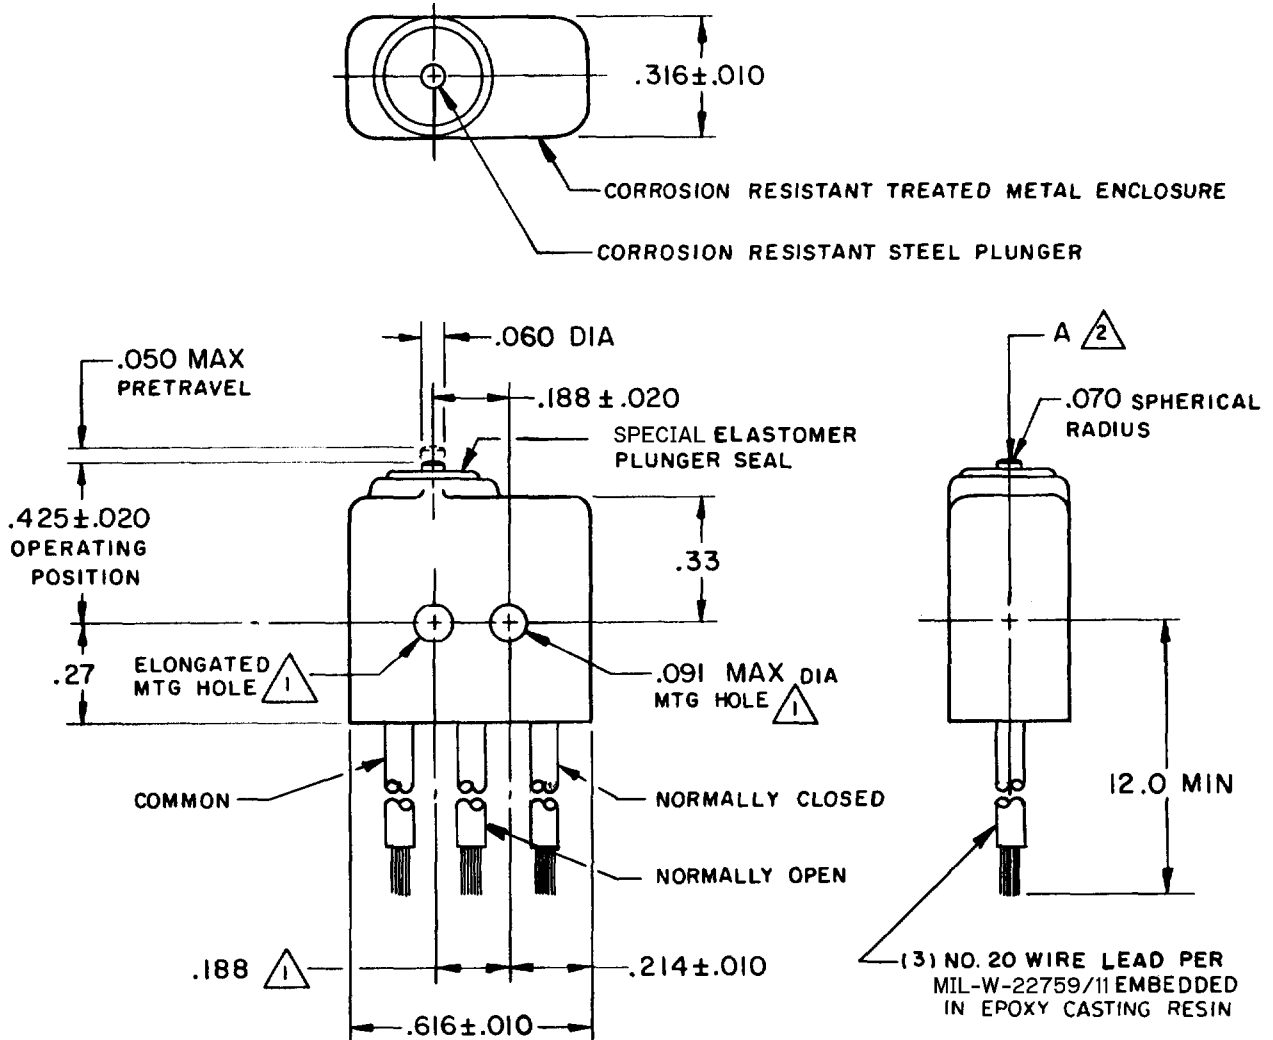 .316±.010
CORROSION RESISTANT TREATED METAL ENCLOSURE
CORROSION RESISTANT STEEL PLUNGER
.060 DIA
A 2
.050 MAX
PRETRAVEL
.188±.020
.070 SPHERICAL
RADIUS
SPECIAL ELASTOMER
PLUNGER SEAL
.425±.020
OPERATING
POSITION
.33
.27
ELONGATED
MTG HOLE 1
.091 MAX DIA
MTG HOLE 1
COMMON
NORMALLY CLOSED
12.0 MIN
NORMALLY OPEN
.188 1
.214±.010
(3) NO. 20 WIRE LEAD PER
MIL-W-22759/11 EMBEDDED
IN EPOXY CASTING RESIN
.616±.010